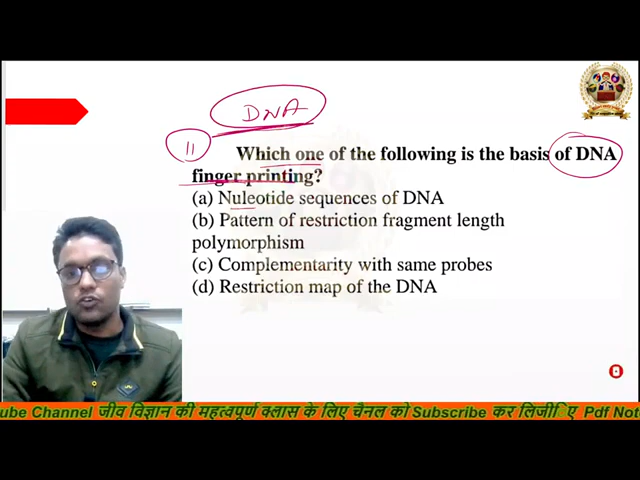 DNA
11
Which one of the following is the basis of DNA
finger printing?
(a) Nuleotide sequences of DNA
(b) Pattern of restriction fragment length
polymorphism
(c) Complementarity with same probes
(d) Restriction map of the DNA
ube Channel जीव विज्ञान की महत्वपूर्ण क्लास के लिए चैनल को Subscribe कर लिजीिए Pdf Not